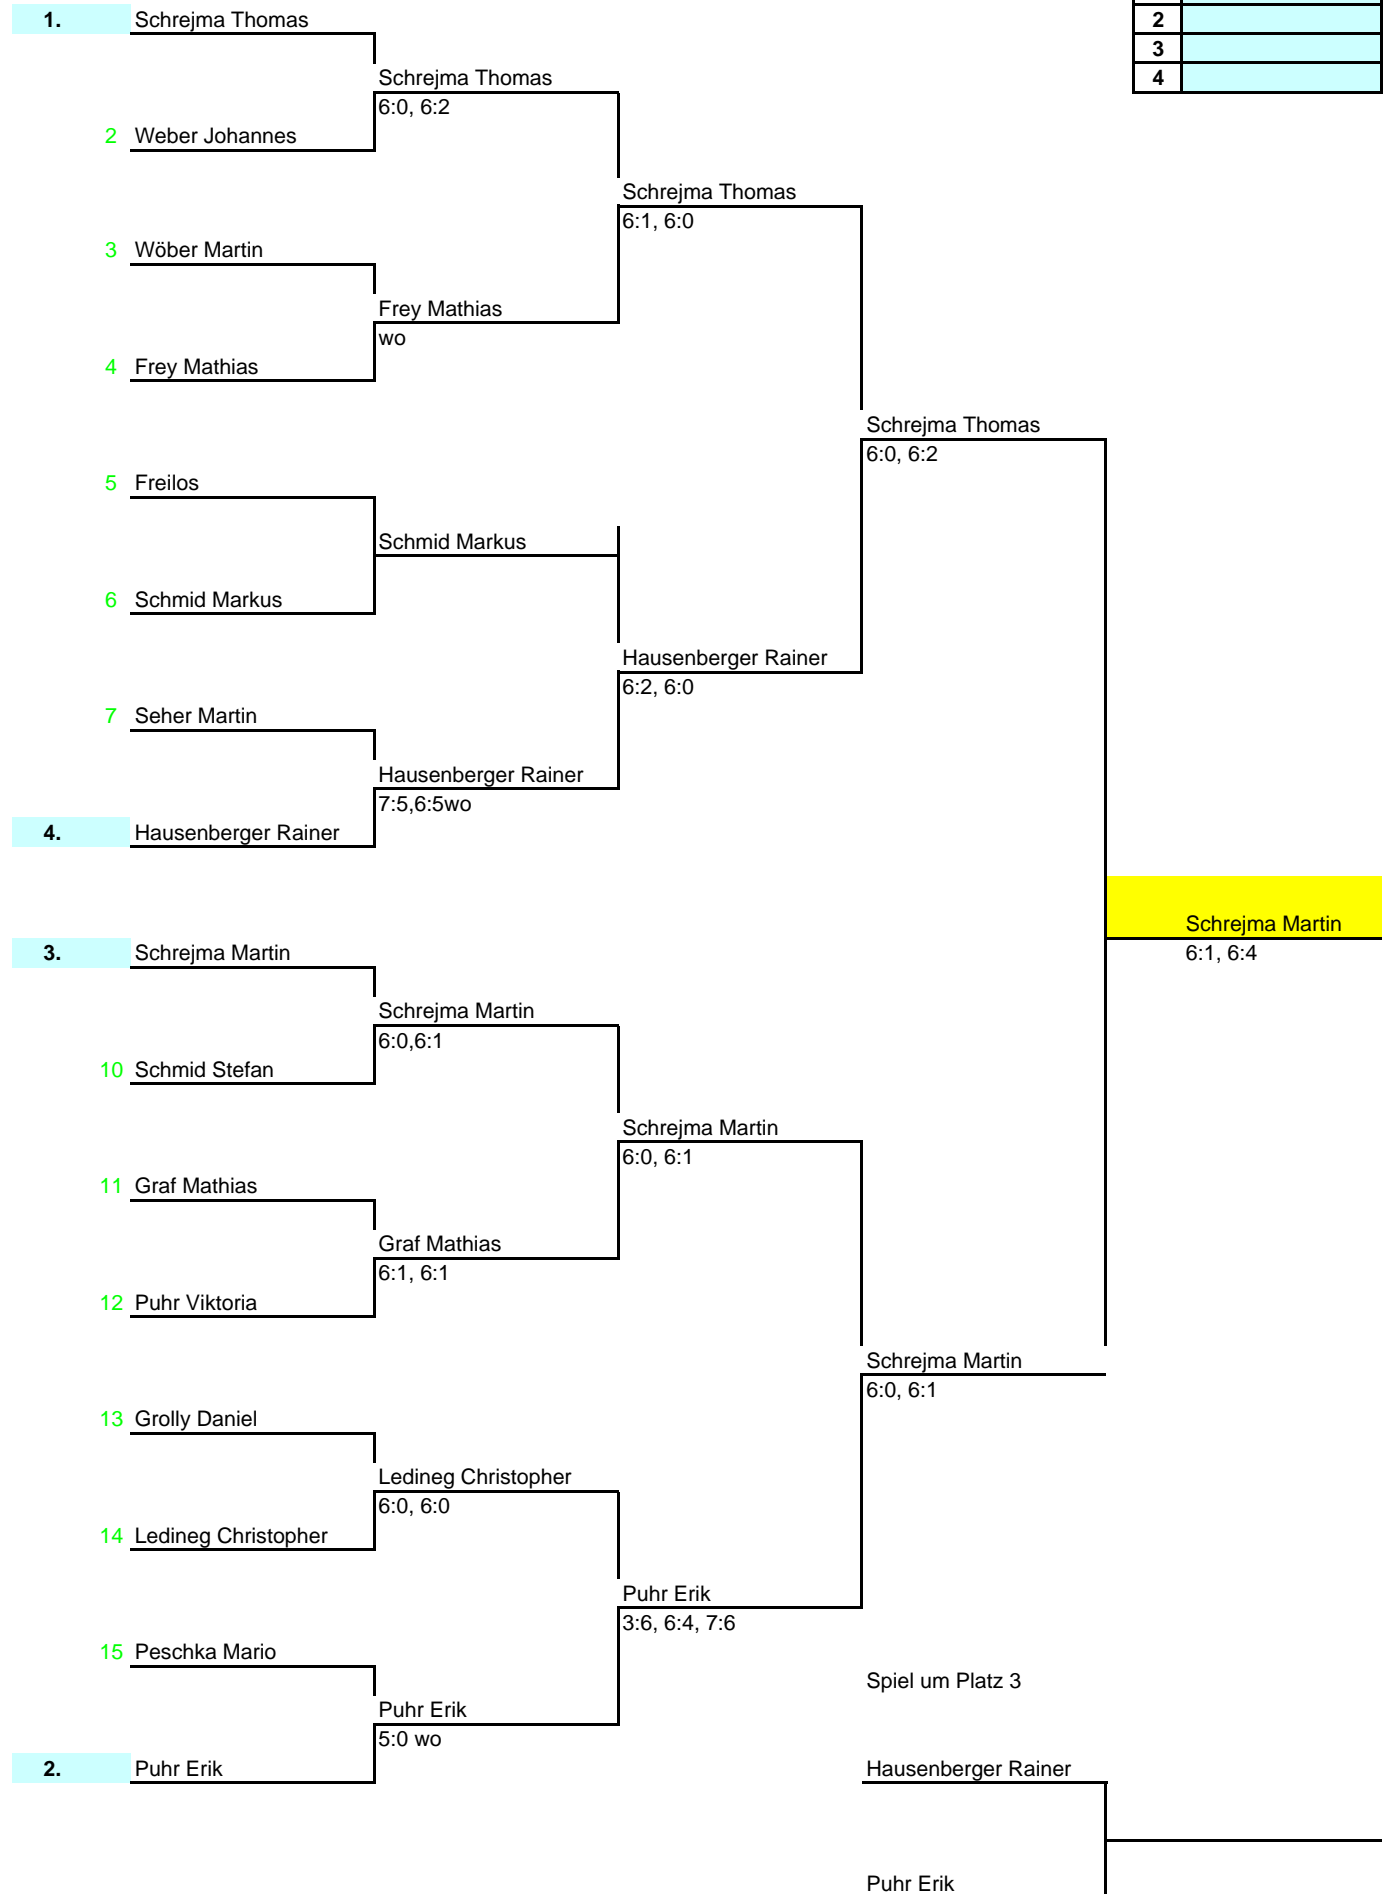 1. Schrejma Thomas
2
3
4
Schrejma Thomas
6:0, 6:2
2 Weber Johannes
Schrejma Thomas
6:1, 6:0
3 Wöber Martin
Frey Mathias
wo
4 Frey Mathias
Schrejma Thomas
6:0, 6:2
5 Freilos
Schmid Markus
6 Schmid Markus
Hausenberger Rainer
6:2, 6:0
7 Seher Martin
Hausenberger Rainer
7:5,6:5wo
4. Hausenberger Rainer
Schrejma Martin
6:1, 6:4
3. Schrejma Martin
Schrejma Martin
6:0,6:1
10 Schmid Stefan
Schrejma Martin
6:0, 6:1
11 Graf Mathias
Graf Mathias
6:1, 6:1
12 Puhr Viktoria
Schrejma Martin
6:0, 6:1
13 Grolly Daniel
Ledineg Christopher
6:0, 6:0
14 Ledineg Christopher
Puhr Erik
3:6, 6:4, 7:6
15 Peschka Mario
Spiel um Platz 3
Puhr Erik
5:0 wo
2. Puhr Erik
Hausenberger Rainer
Puhr Erik